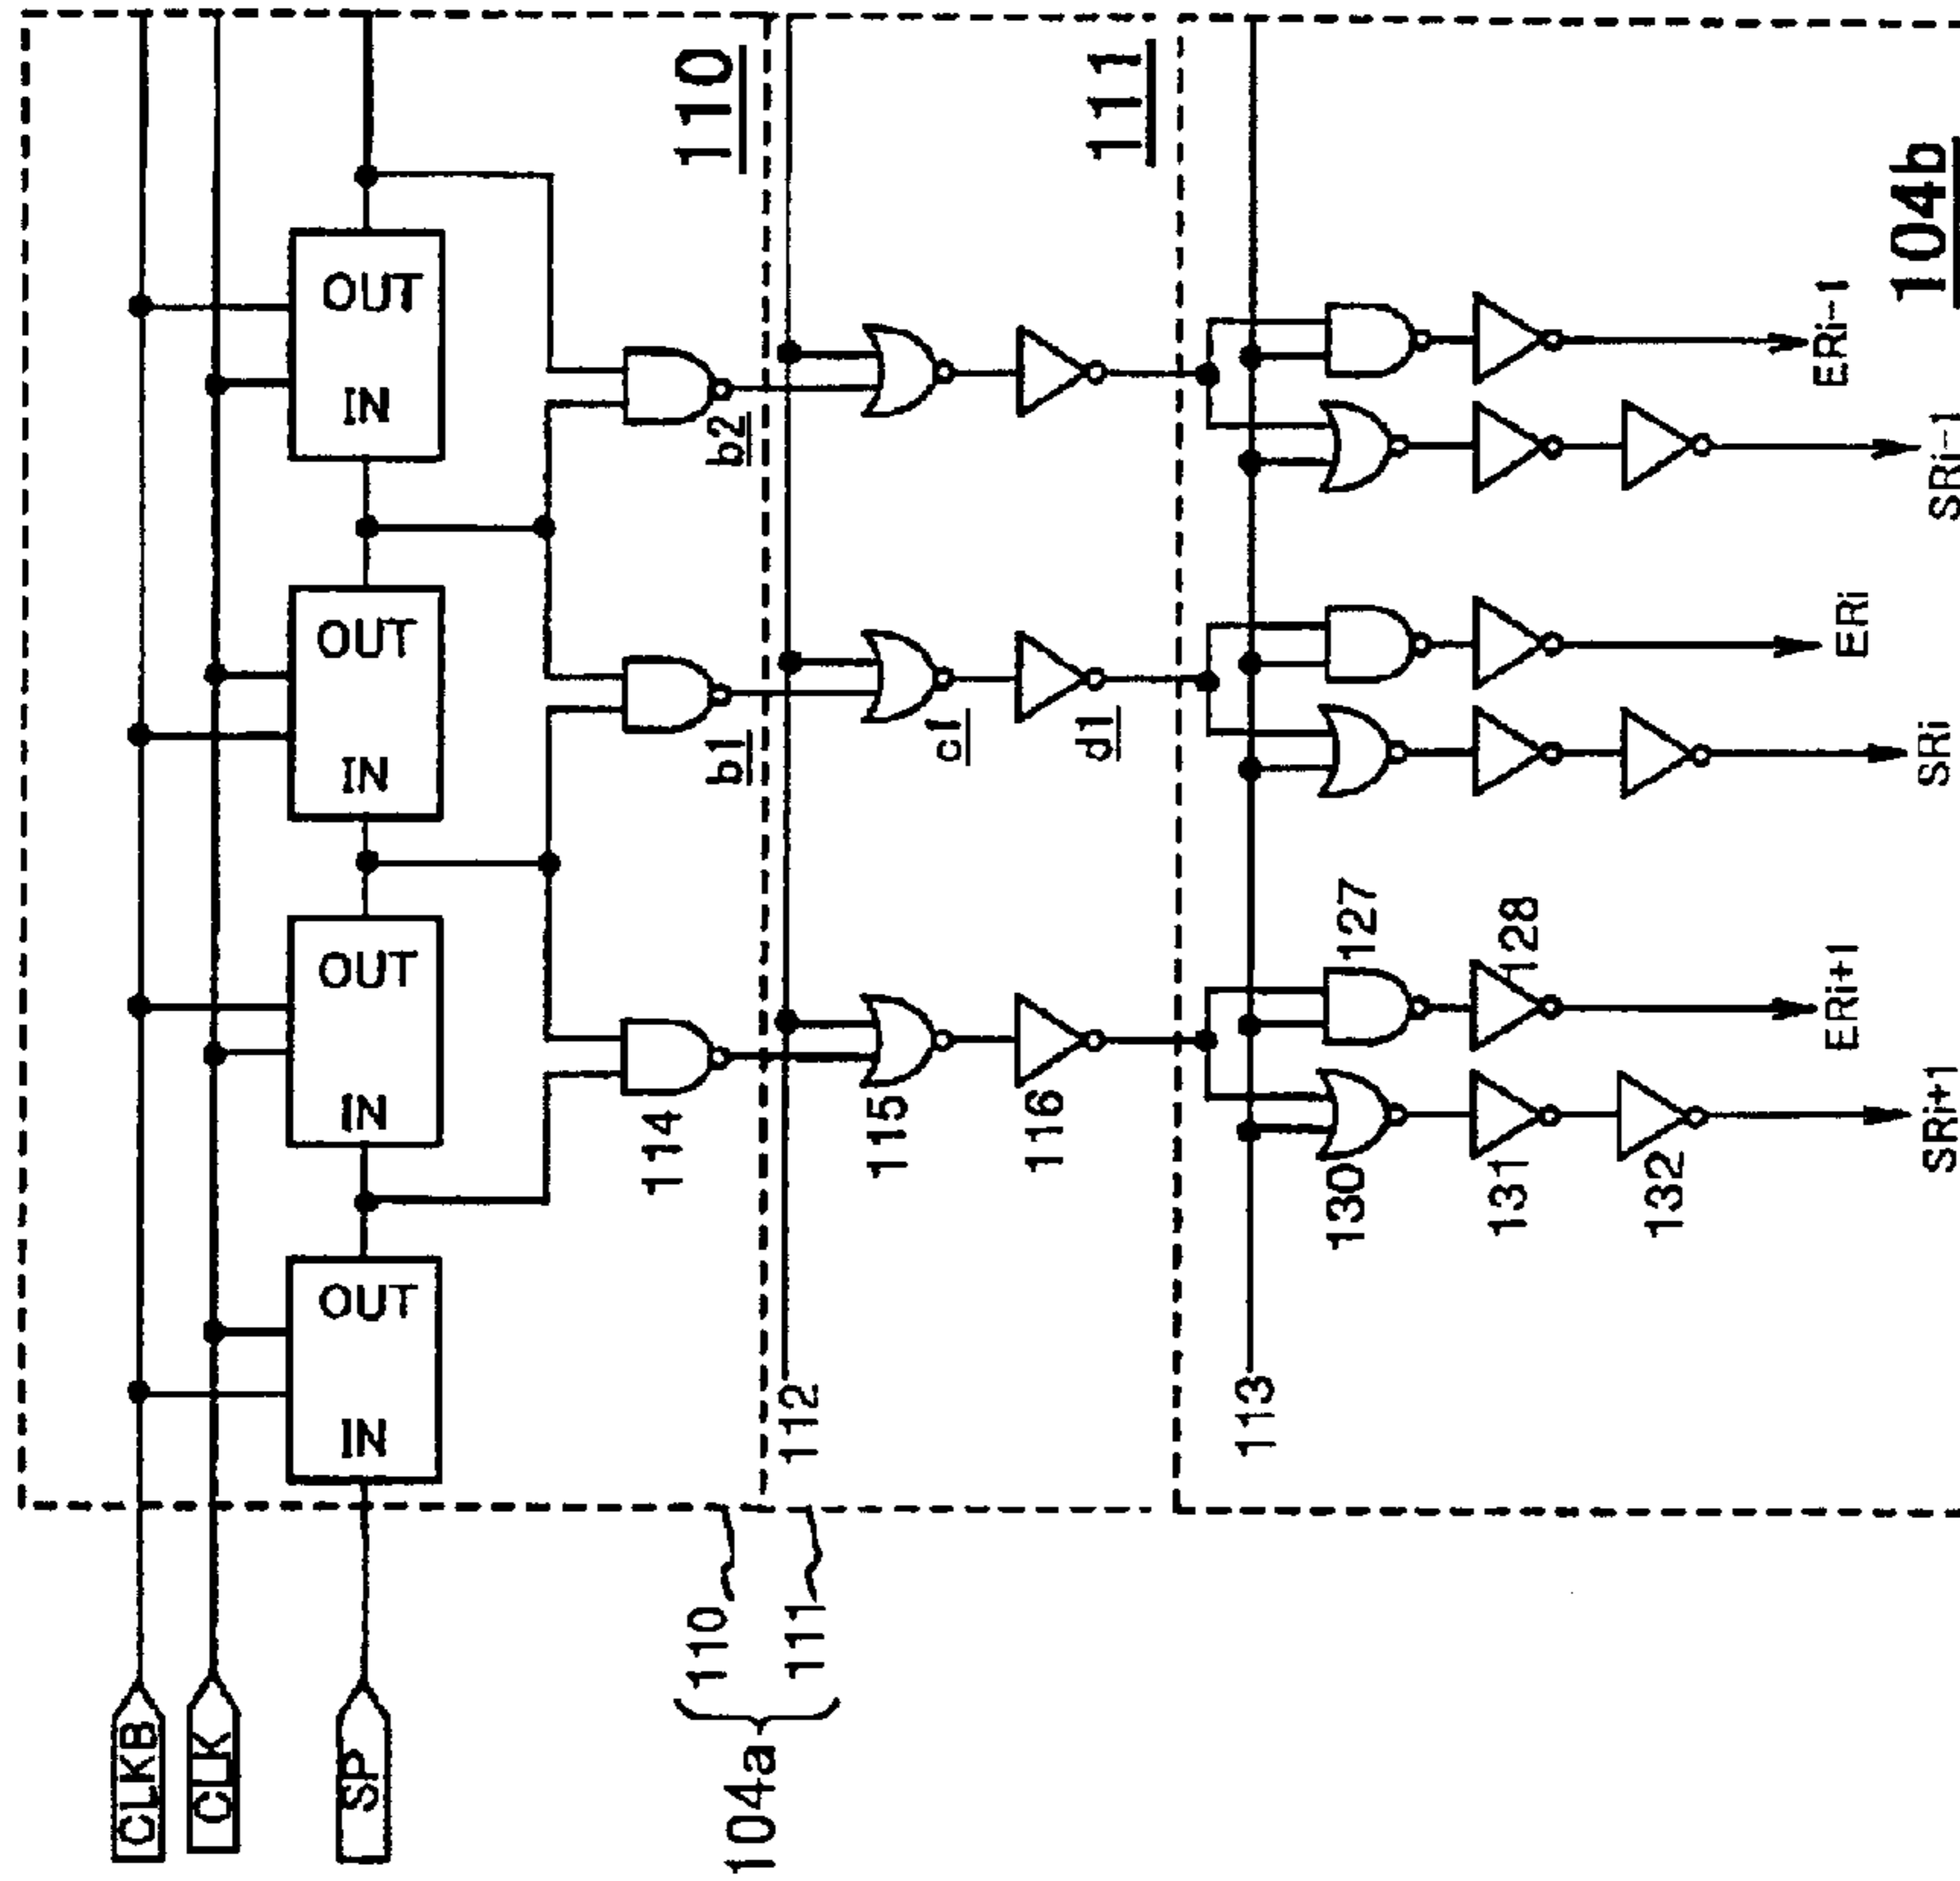 CLKB
CLK
SP
IN
OUT
IN
OUT
IN
OUT
IN
OUT
110
104a
110
111
114
b1
b2
111
112
115
c1
116
d1
104b
113
130
127
131
128
132
SRi+1
ERi+1
SRi
ERi
SRi-1
ERi-1